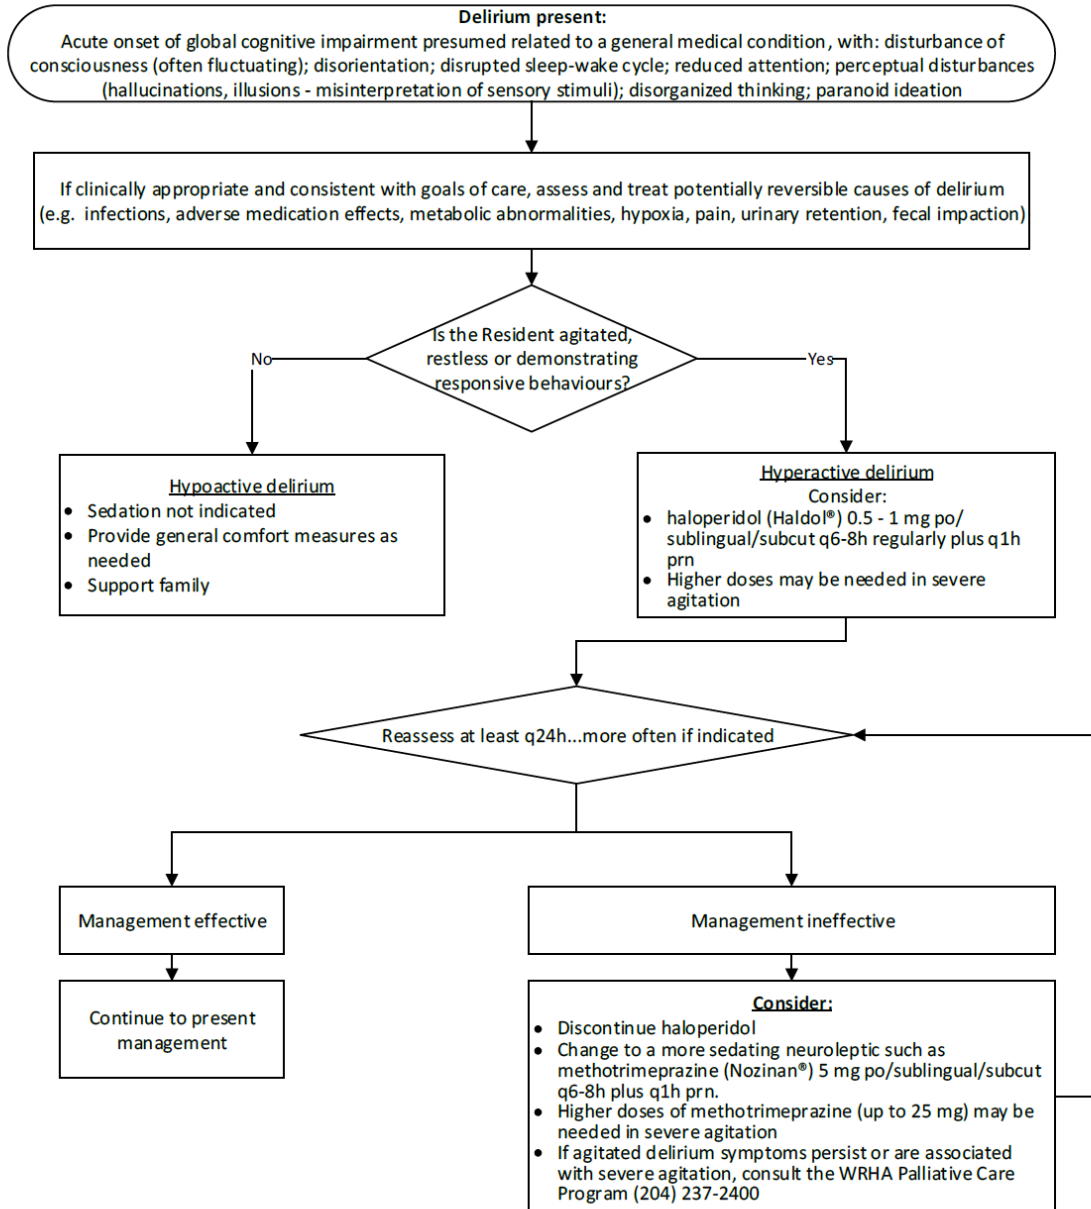 Delirium present:
Acute onset of global cognitive impairment presumed related to a general medical condition, with: disturbance of
consciousness (often fluctuating); disorientation; disrupted sleep-wake cycle; reduced attention; perceptual disturbances
(hallucinations, illusions - misinterpretation of sensory stimuli); disorganized thinking; paranoid ideation
If clinically appropriate and consistent with goals of care, assess and treat potentially reversible causes of delirium
(e.g. infections, adverse medication effects, metabolic abnormalities, hypoxia, pain, urinary retention, fecal impaction)
Is the Resident agitated,
restless or demonstrating
responsive behaviours?
No
Yes
Hypoactive delirium
• Sedation not indicated
• Provide general comfort measures as
needed
• Support family
Hyperactive delirium
Consider:
• haloperidol (Haldol®) 0.5 - 1 mg po/
sublingual/subcut q6-8h regularly plus q1h
prn
• Higher doses may be needed in severe
agitation
Reassess at least q24h...more often if indicated
Management effective
Management ineffective
Continue to present
management
Consider:
• Discontinue haloperidol
• Change to a more sedating neuroleptic such as
methotrimeprazine (Nozinan®) 5 mg po/sublingual/subcut
q6-8h plus q1h prn.
• Higher doses of methotrimeprazine (up to 25 mg) may be
needed in severe agitation
• If agitated delirium symptoms persist or are associated
with severe agitation, consult the WRHA Palliative Care
Program (204) 237-2400